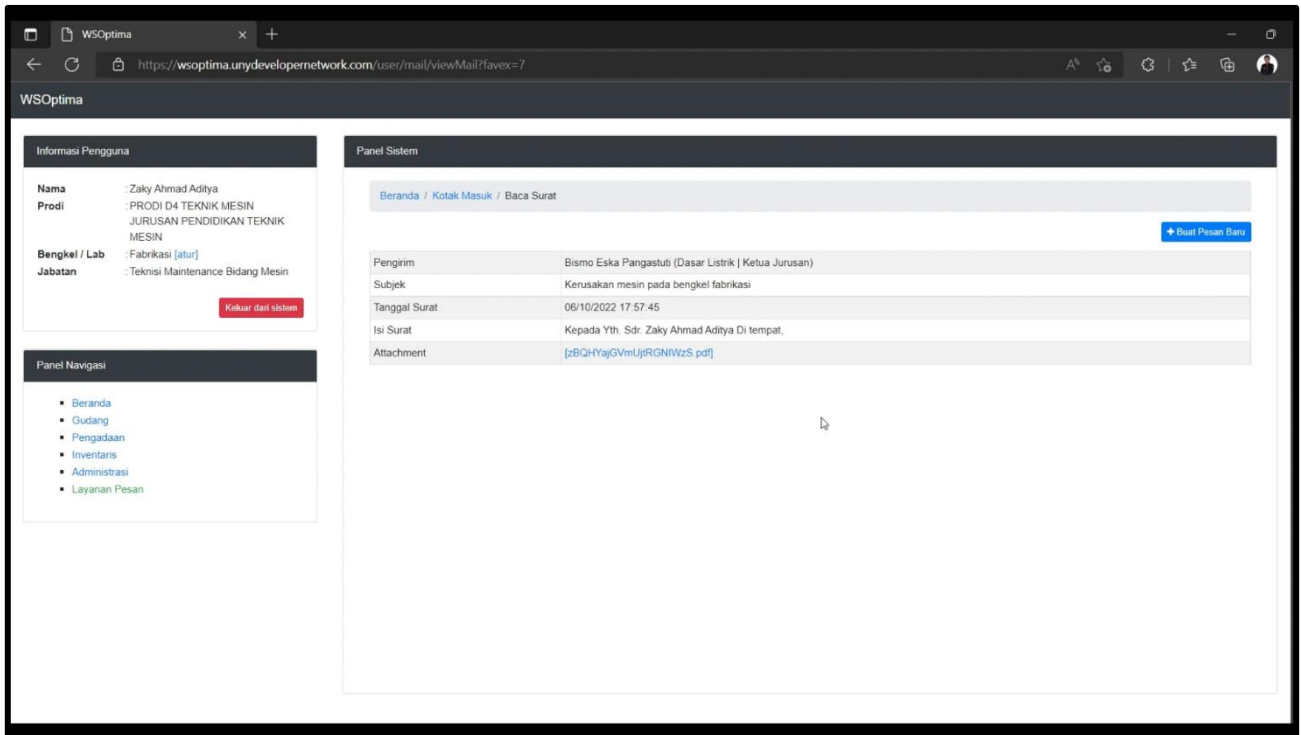 WSOptima
https://wsoptima.unydevelopernetwork.com/user/mail/viewMail?favex=7
WSOptima
Informasi Pengguna
Nama : Zaky Ahmad Aditya
Prodi : PRODI D4 TEKNIK MESIN
JURUSAN PENDIDIKAN TEKNIK
MESIN
Bengkel / Lab : Fabrikasi [atur]
Jabatan : Teknisi Maintenance Bidang Mesin
Keluar dari sistem
Panel Navigasi
Beranda
Gudang
Pengadaan
Inventaris
Administrasi
Layanan Pesan
Panel Sistem
Beranda / Kotak Masuk / Baca Surat
+ Buat Pesan Baru
Pengirim Bismo Eska Pangastuti (Dasar Listrik | Ketua Jurusan)
Subjek Kerusakan mesin pada bengkel fabrikasi
Tanggal Surat 06/10/2022 17:57:45
Isi Surat Kepada Yth. Sdr. Zaky Ahmad Aditya Di tempat,
Attachment [zBQHYajGVmUjtRGNIWzS.pdf]